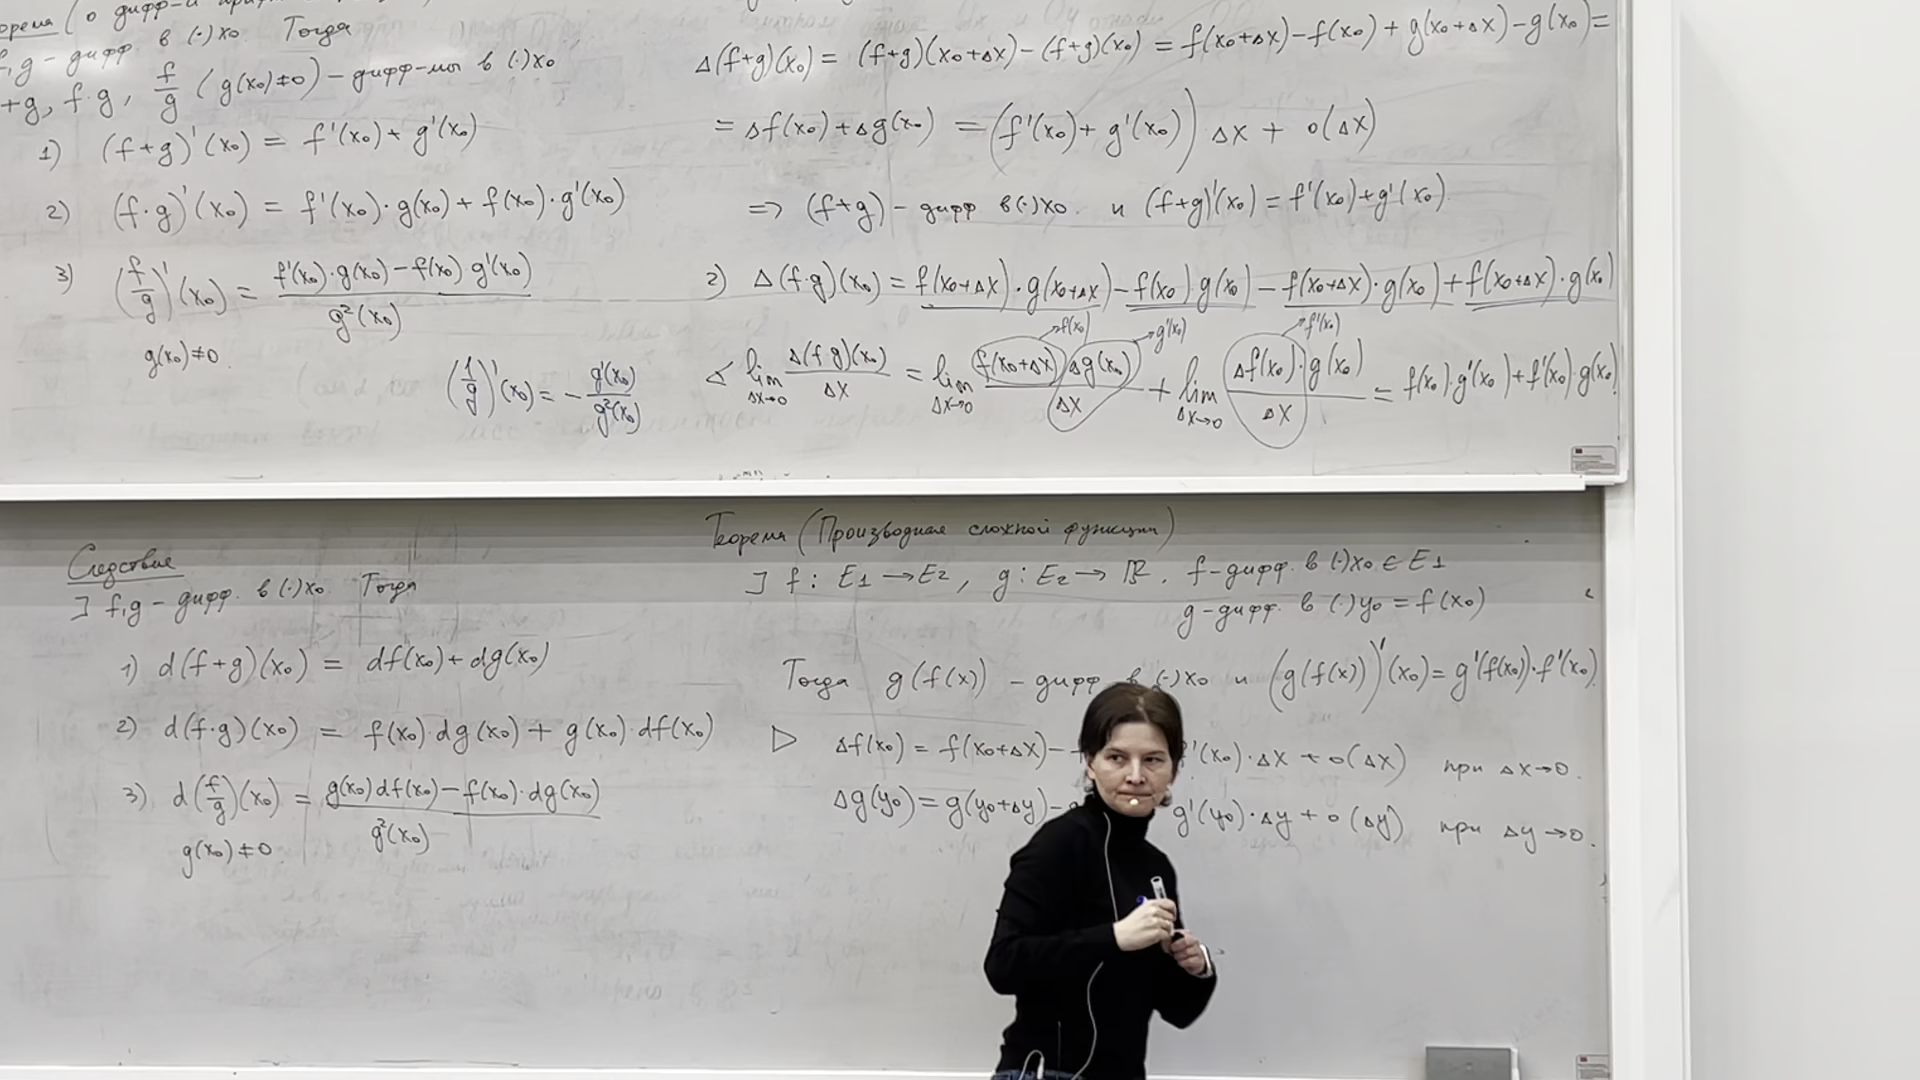 (о дифф-и
f,g - дифф. в (·)x₀. Тогда
+g, f·g, f/g (g(x₀)≠0) - дифф-мы в (·)x₀
1) (f+g)'(x₀) = f'(x₀) + g'(x₀)
2) (f·g)'(x₀) = f'(x₀)·g(x₀) + f(x₀)·g'(x₀)
3) (f/g)'(x₀) = (f'(x₀)·g(x₀) - f(x₀)·g'(x₀)) / g²(x₀)
g(x₀)≠0.
(1/g)'(x₀) = - g'(x₀)/g²(x₀)
Δ(f+g)(x₀) = (f+g)(x₀+Δx) - (f+g)(x₀) = f(x₀+Δx) - f(x₀) + g(x₀+Δx) - g(x₀) =
= Δf(x₀) + Δg(x₀) = (f'(x₀) + g'(x₀)) Δx + o(Δx)
=> (f+g) - дифф в (·)x₀. и (f+g)'(x₀) = f'(x₀) + g'(x₀).
2) Δ(f·g)(x₀) = f(x₀+Δx)·g(x₀+Δx) - f(x₀)·g(x₀) - f(x₀+Δx)·g(x₀) + f(x₀+Δx)·g(x₀)
→f(x₀) →g'(x₀) →f'(x₀)
lim Δx→0 Δ(f·g)(x₀)/Δx = lim Δx→0 f(x₀+Δx) Δg(x₀)/Δx + lim Δx→0 Δf(x₀)·g(x₀)/Δx = f(x₀)·g'(x₀) + f'(x₀)·g(x₀)
Следствие
] f,g - дифф. в (·)x₀. Тогда
1) d(f+g)(x₀) = df(x₀) + dg(x₀)
2) d(f·g)(x₀) = f(x₀)·dg(x₀) + g(x₀)·df(x₀)
3) d(f/g)(x₀) = (g(x₀)df(x₀) - f(x₀)·dg(x₀)) / g²(x₀)
g(x₀)≠0
Теорема (Производная сложной функции)
] f: E₁→E₂, g: E₂→ℝ. f-дифф. в (·)x₀∈E₁
g-дифф. в (·)y₀ = f(x₀)
Тогда g(f(x)) - дифф в (·)x₀ и (g(f(x)))'(x₀) = g'(f(x₀))·f'(x₀).
▷ Δf(x₀) = f(x₀+Δx) - '(x₀)·Δx + o(Δx) при Δx→0.
Δg(y₀) = g(y₀+Δy) - g'(y₀)·Δy + o(Δy) при Δy→0.